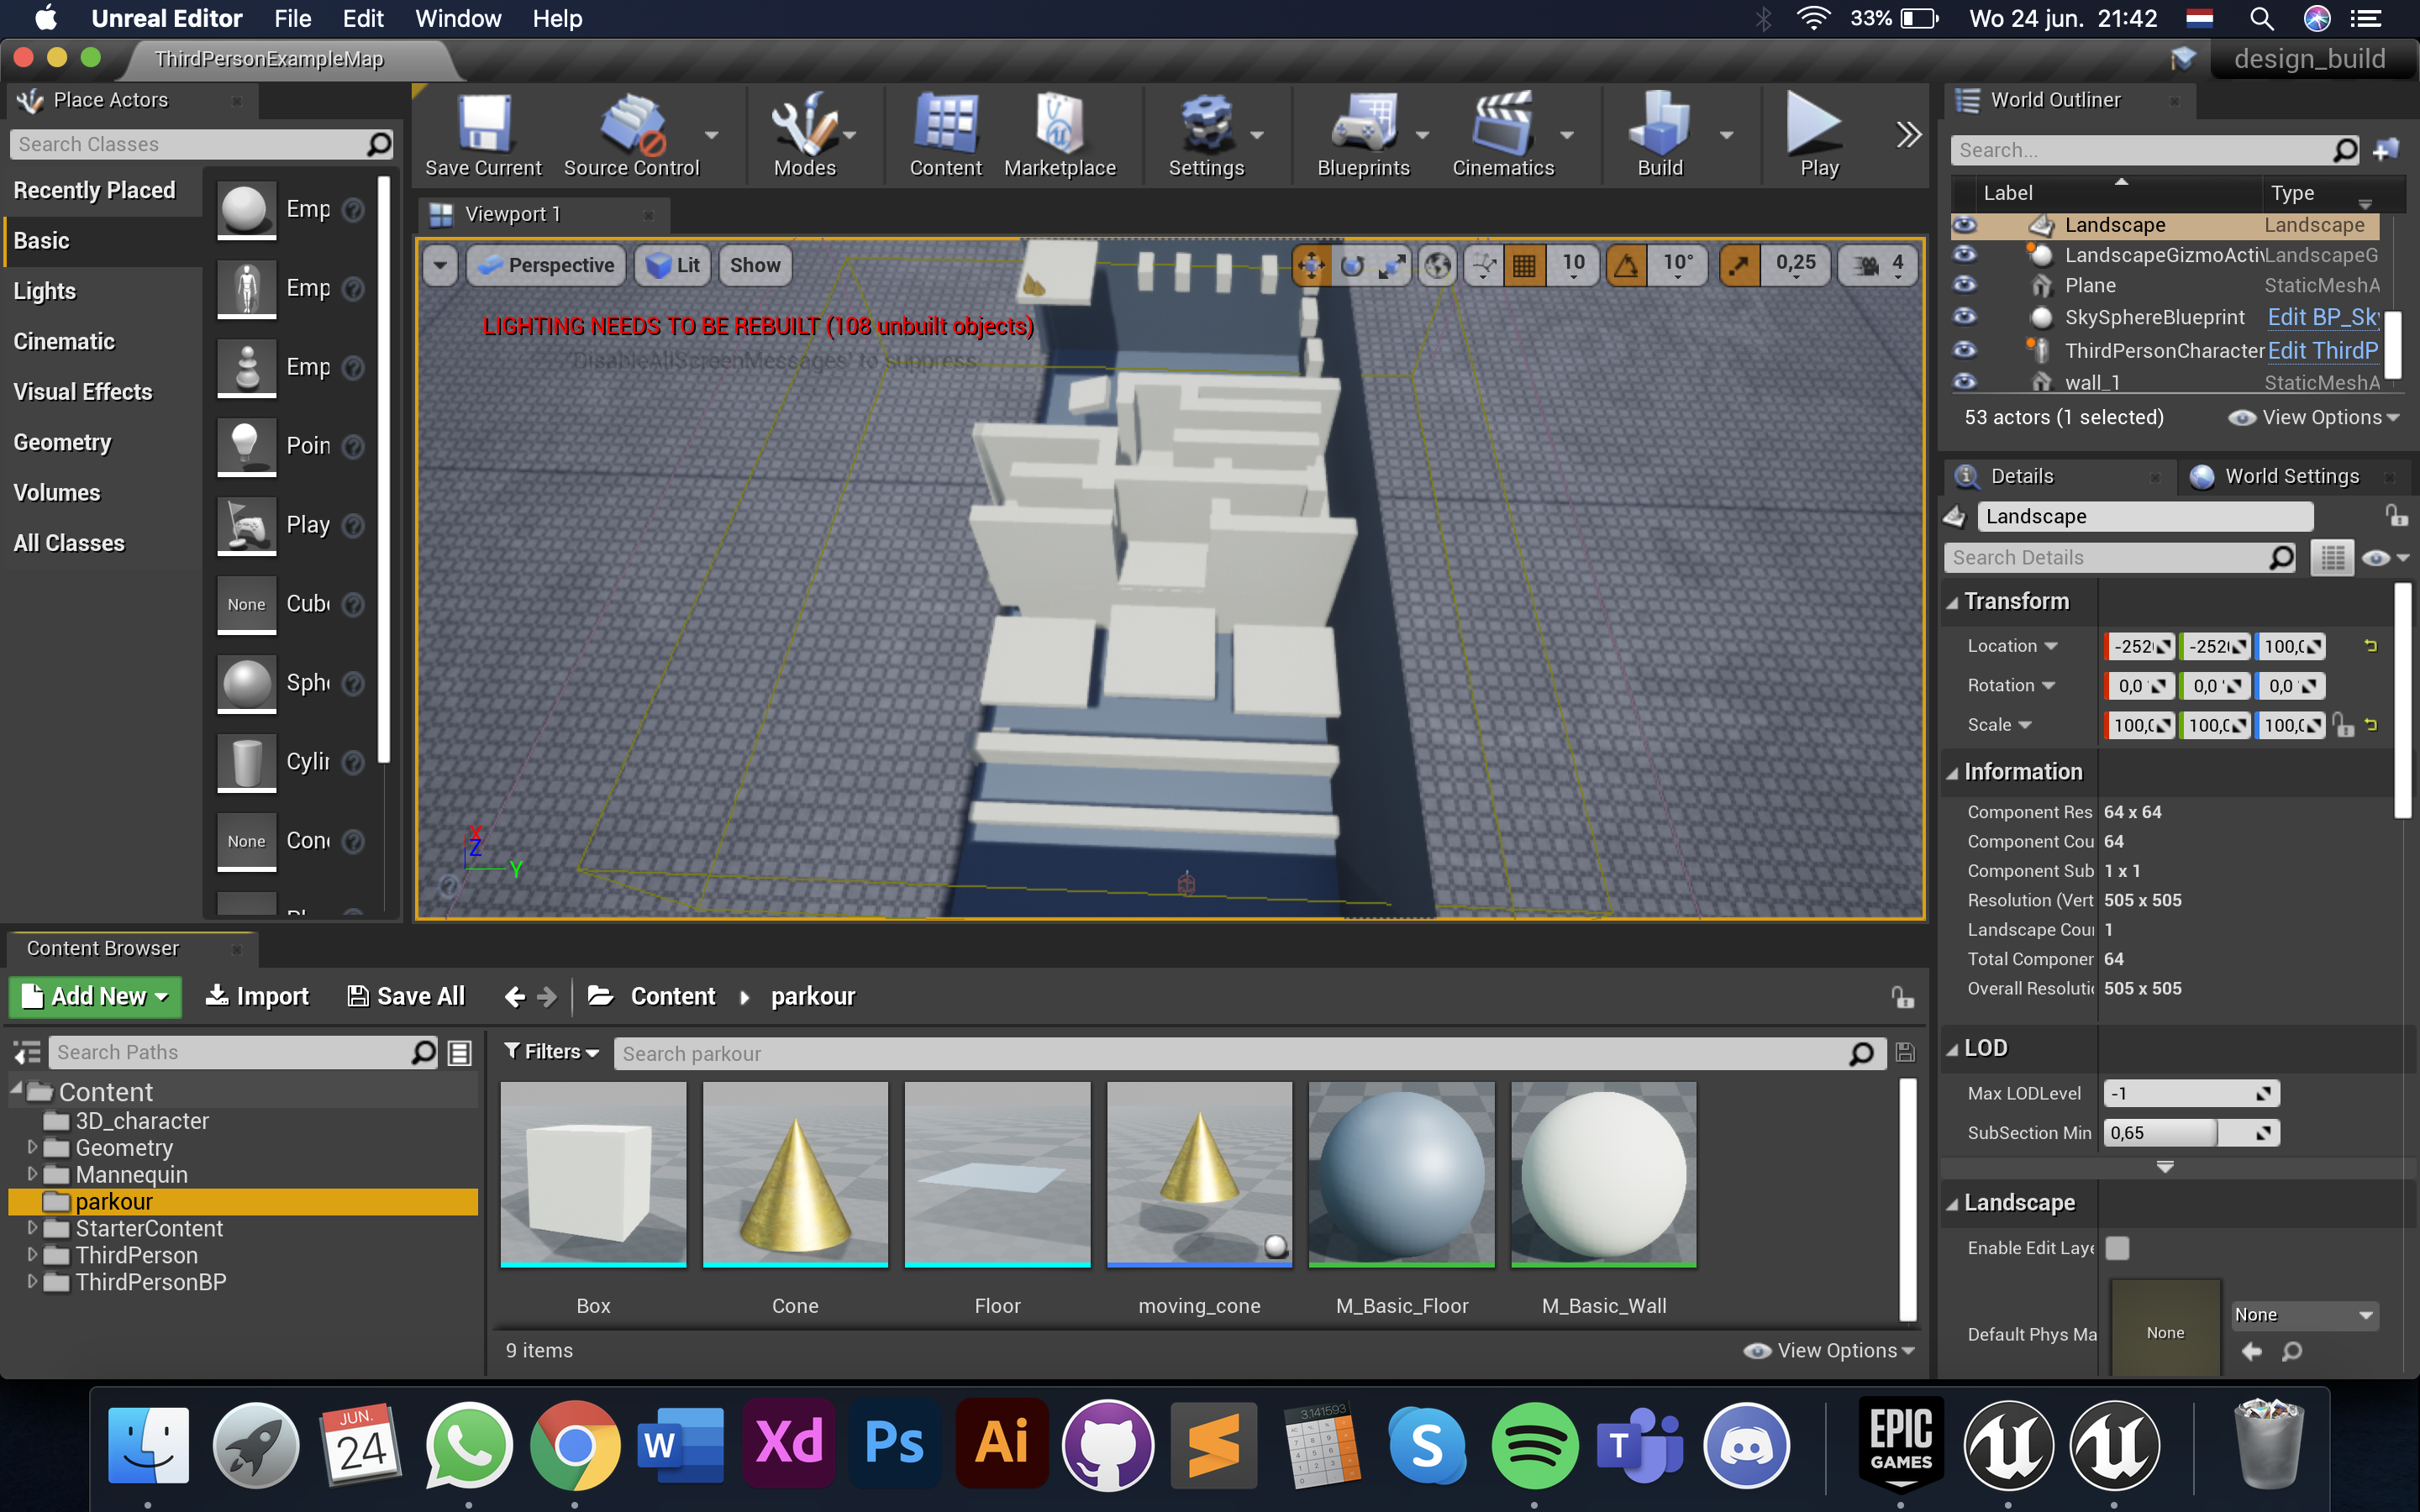 Unreal Editor File Edit Window Help 33% Wo 24 jun. 21:42
ThirdPersonExampleMap design_build
Place Actors
Search Classes
Recently Placed
Basic
Lights
Cinematic
Visual Effects
Geometry
Volumes
All Classes
Emp
Emp
Emp
Poin
Play
None Cub
Sph
Cylin
None Con
Save Current Source Control Modes Content Marketplace Settings Blueprints Cinematics Build Play
Viewport 1
Perspective Lit Show 10 10° 0,25 4
LIGHTING NEEDS TO BE REBUILT (108 unbuilt objects)
'DisableAllScreenMessages' to suppress
X
Z
Y
World Outliner
Search...
Label Type
Landscape Landscape
LandscapeGizmoActiv LandscapeG
Plane StaticMeshA
SkySphereBlueprint Edit BP_Sky
ThirdPersonCharacter Edit ThirdP
wall_1 StaticMeshA
53 actors (1 selected) View Options
Details World Settings
Landscape
Search Details
Transform
Location -252 -252 100,0
Rotation 0,0 ° 0,0 ° 0,0 °
Scale 100,0 100,0 100,0
Information
Component Res 64 x 64
Component Cou 64
Component Sub 1 x 1
Resolution (Vert 505 x 505
Landscape Cou 1
Total Componen 64
Overall Resoluti 505 x 505
LOD
Max LODLevel -1
SubSection Min 0,65
Landscape
Enable Edit Laye
Default Phys Ma None None
Content Browser
Add New Import Save All Content parkour
Search Paths
Filters Search parkour
Content
3D_character
Geometry
Mannequin
parkour
StarterContent
ThirdPerson
ThirdPersonBP
Box Cone Floor moving_cone M_Basic_Floor M_Basic_Wall
9 items View Options
JUN.
24
W
Xd
Ps
Ai
3.141593
S
T
EPIC
GAMES